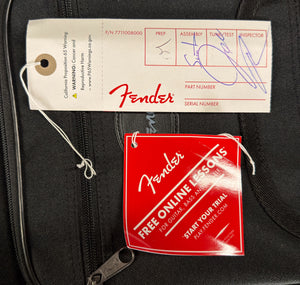 California Proposition 65 Warning:
⚠ WARNING: Cancer and
Reproductive Harm
www.P65Warnings.ca.gov
P/N 7711008000
PREP
ASSEMBLY
TUNE/TEST
INSPECTOR
PART NUMBER
SERIAL NUMBER
Fender
Fender
FREE ONLINE LESSONS
FOR GUITAR, BASS AND
START YOUR TRIAL
PLAY.FENDER.COM